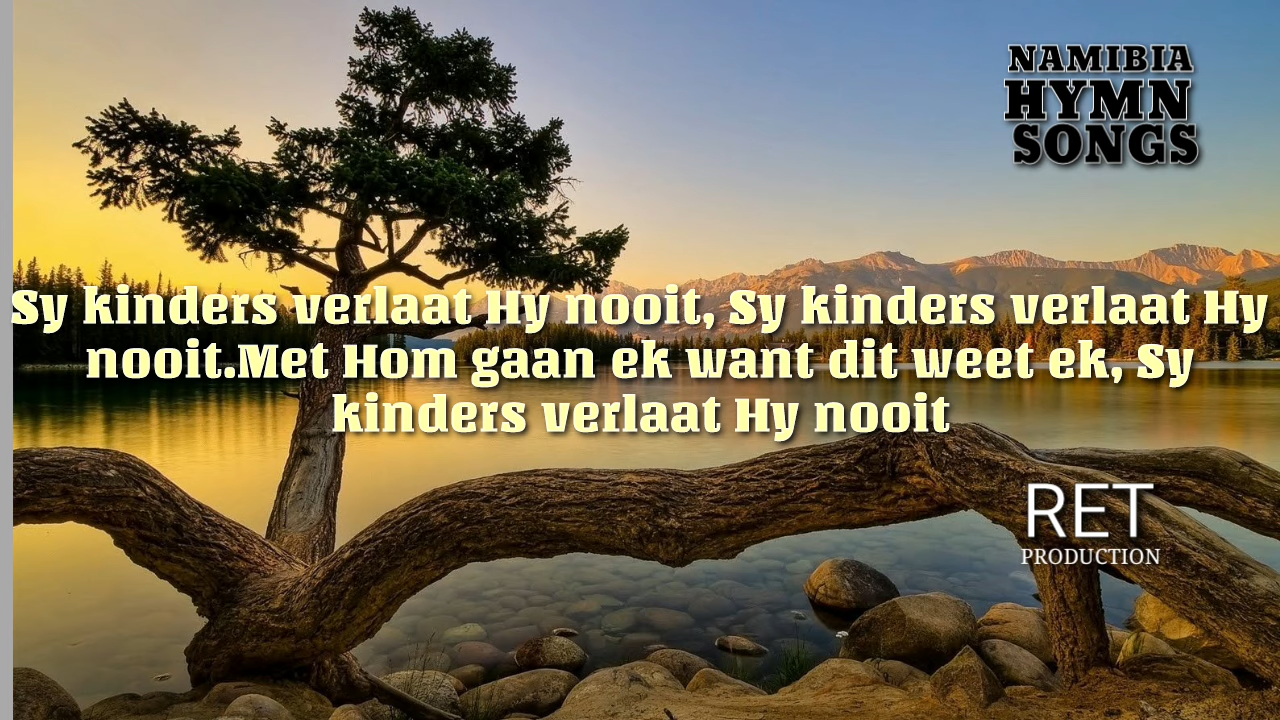 NAMIBIA
HYMN
SONGS
Sy kinders verlaat Hy nooit, Sy kinders verlaat Hy
nooit.Met Hom gaan ek want dit weet ek, Sy
kinders verlaat Hy nooit
RET
PRODUCTION